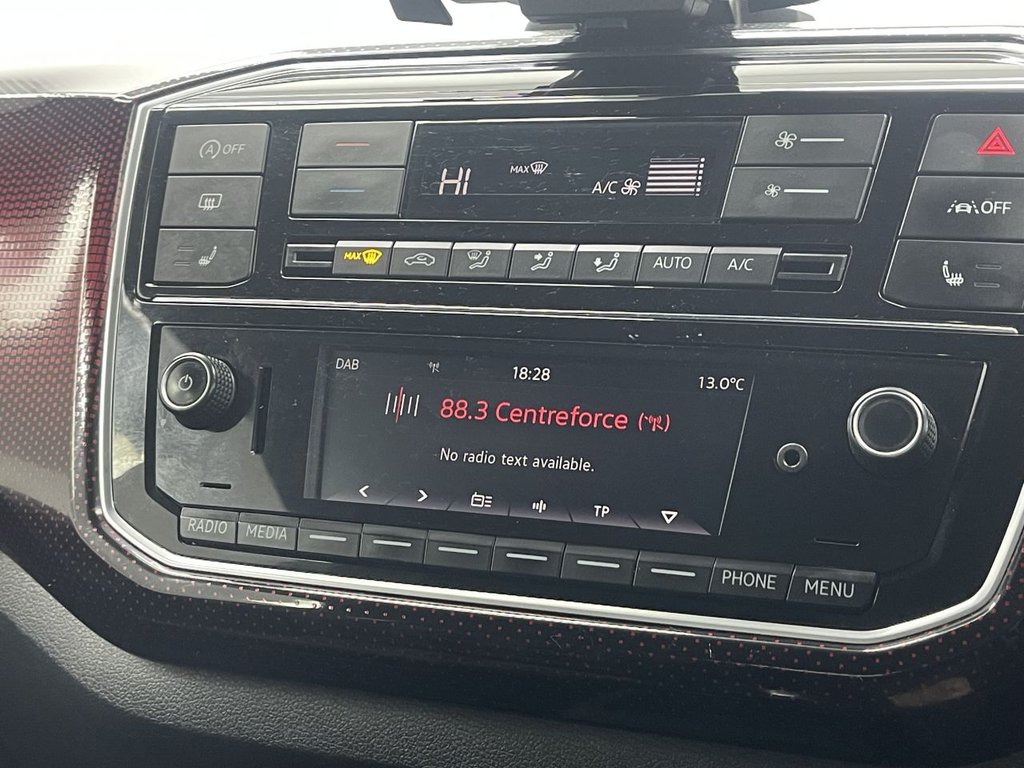 A OFF
MAX
HI
A/C
OFF
MAX
AUTO
A/C
DAB
18:28
13.0°C
88.3 Centreforce
No radio text available.
TP
RADIO
MEDIA
PHONE
MENU